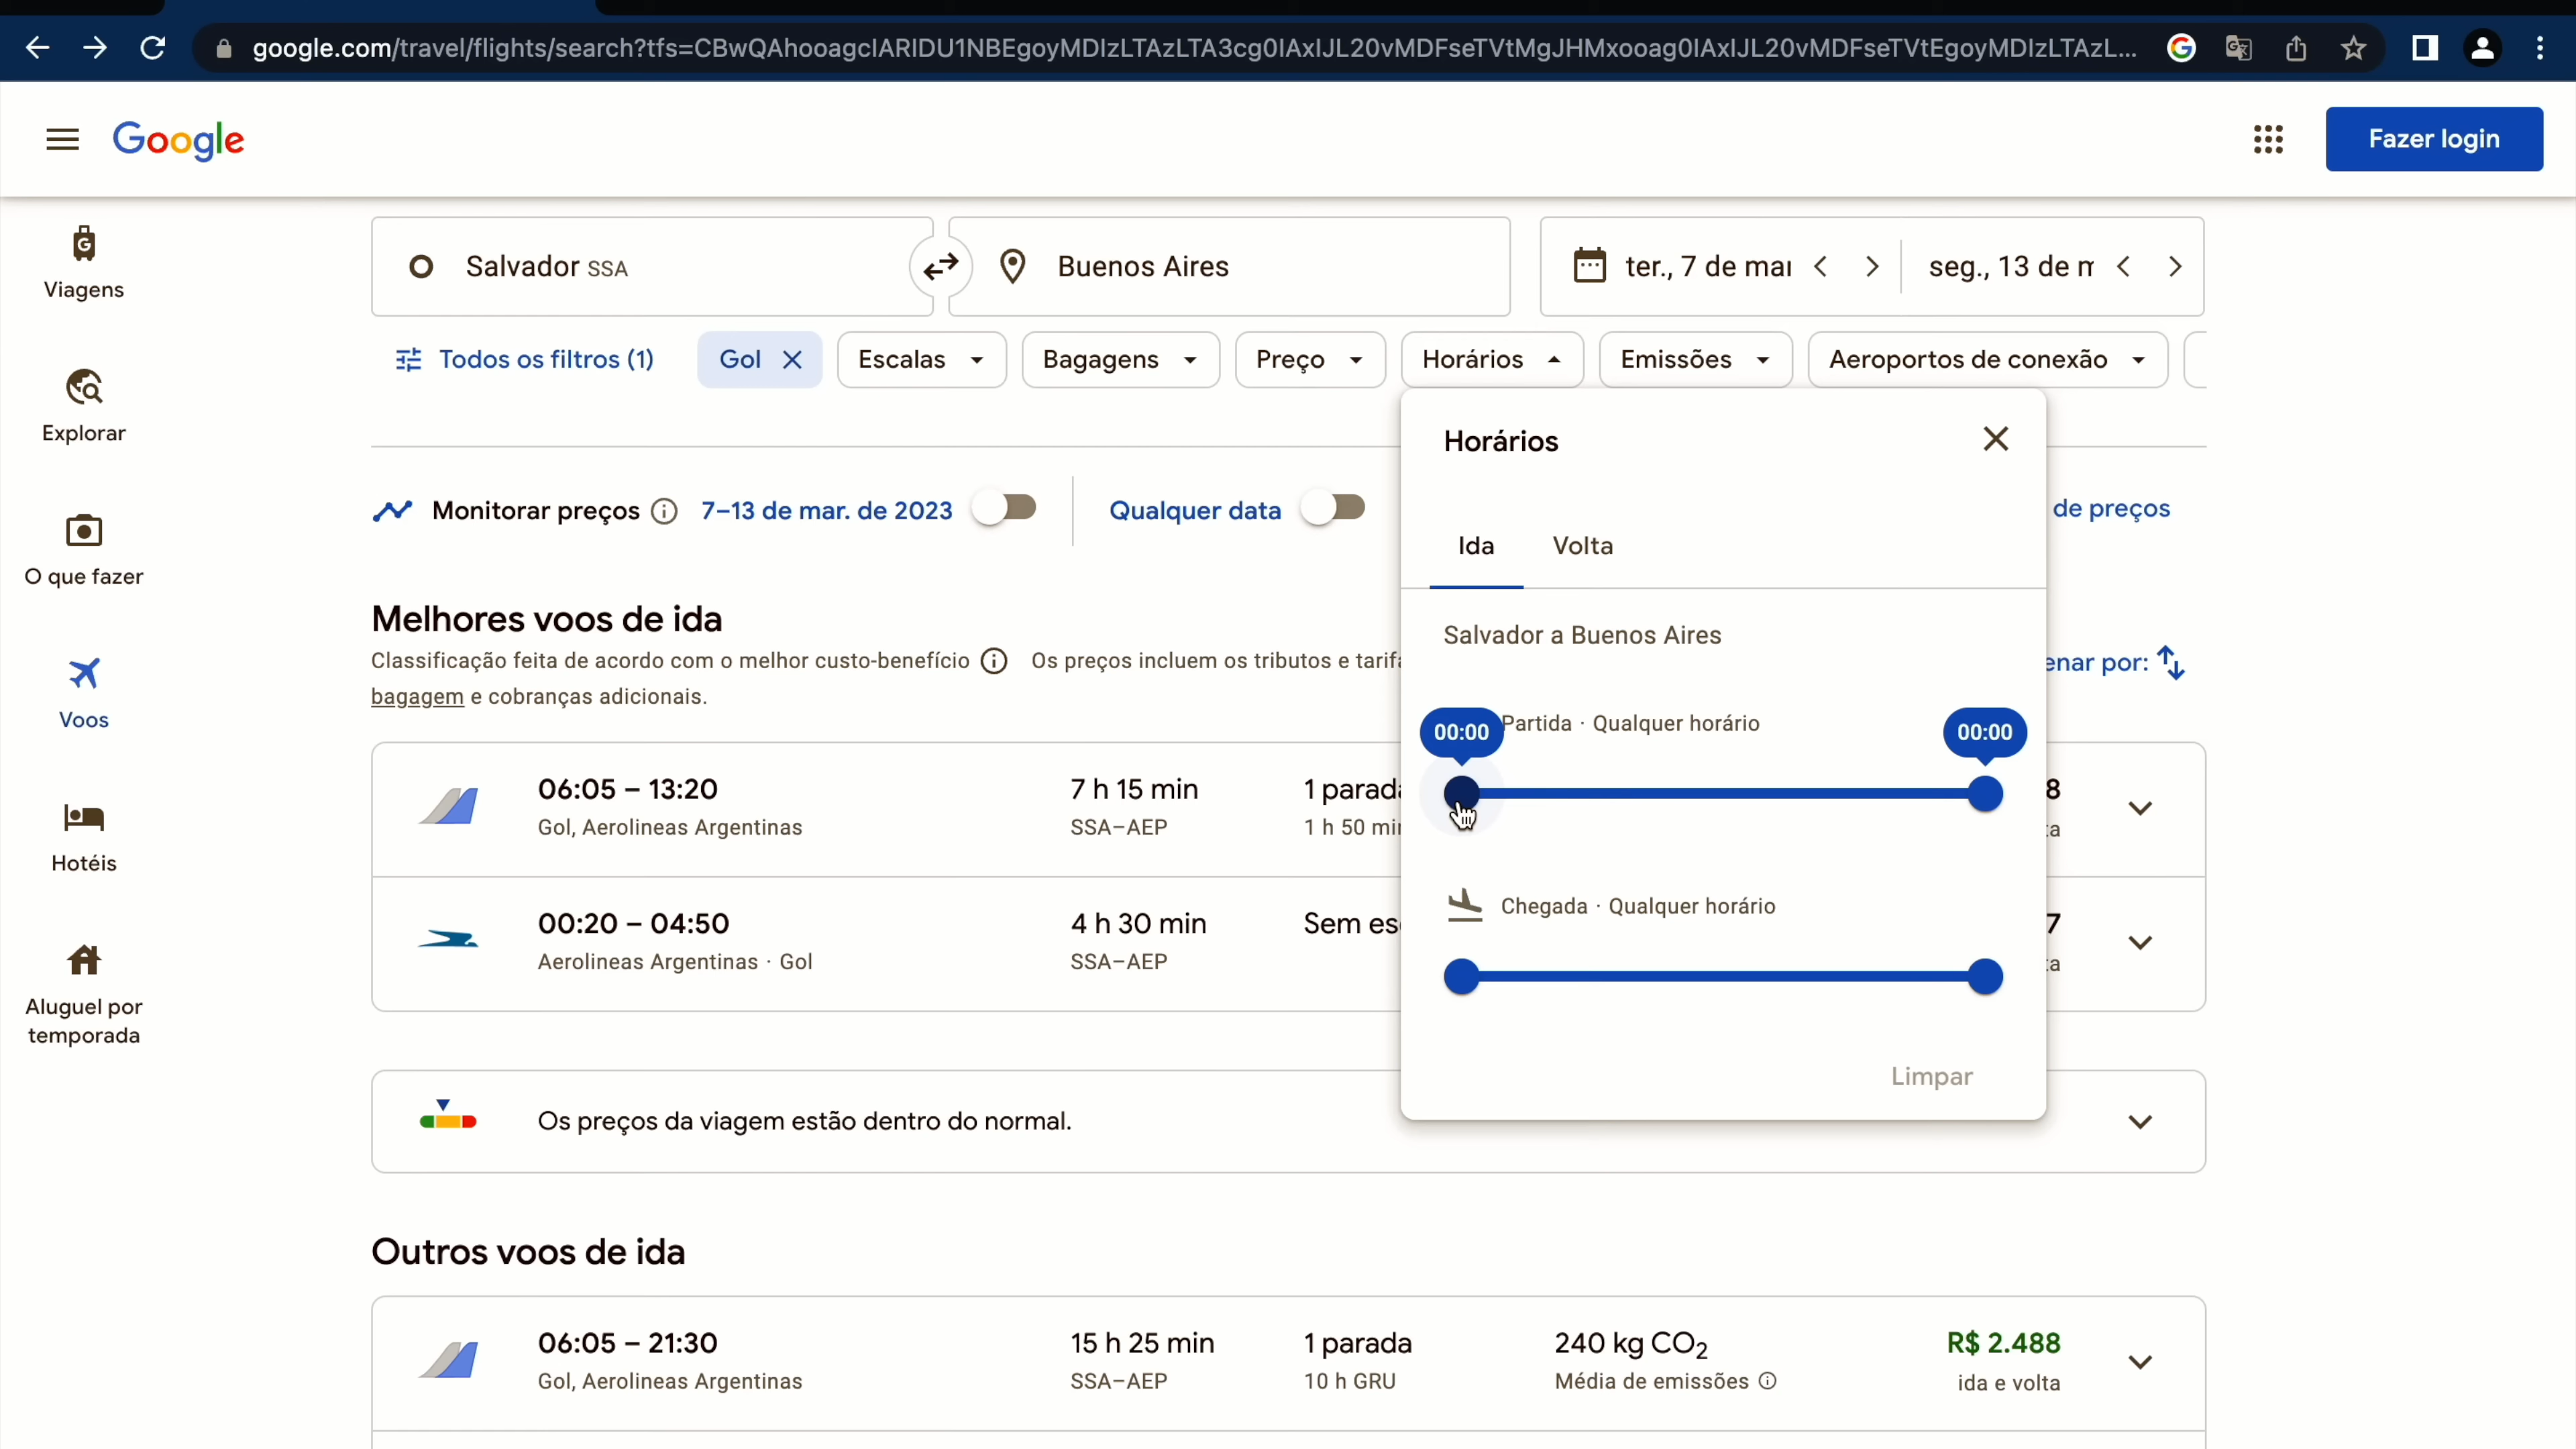 google.com/travel/flights/search?tfs=CBwQAhooagcIARIDU1NBEgoyMDIzLTAzLTA3cg0IAxIJL20vMDFseTVtMgJHMxooag0IAxIJL20vMDFseTVtEgoyMDIzLTAzL...
Google
Fazer login
Viagens
Explorar
O que fazer
Voos
Hotéis
Aluguel por
temporada
Salvador SSA
Buenos Aires
ter., 7 de mar
seg., 13 de m
Todos os filtros (1)
Gol
Escalas
Bagagens
Preço
Horários
Emissões
Aeroportos de conexão
Monitorar preços
7–13 de mar. de 2023
Qualquer data
de preços
Melhores voos de ida
Classificação feita de acordo com o melhor custo-benefício
Os preços incluem os tributos e tarifa
bagagem e cobranças adicionais.
enar por:
06:05 – 13:20
7 h 15 min
1 parada
8
Gol, Aerolineas Argentinas
SSA–AEP
1 h 50 min
ta
00:20 – 04:50
4 h 30 min
Sem es
7
Aerolineas Argentinas · Gol
SSA–AEP
ta
Os preços da viagem estão dentro do normal.
Horários
Ida
Volta
Salvador a Buenos Aires
00:00
Partida · Qualquer horário
00:00
Chegada · Qualquer horário
Limpar
Outros voos de ida
06:05 – 21:30
15 h 25 min
1 parada
240 kg CO2
R$ 2.488
Gol, Aerolineas Argentinas
SSA–AEP
10 h GRU
Média de emissões
ida e volta